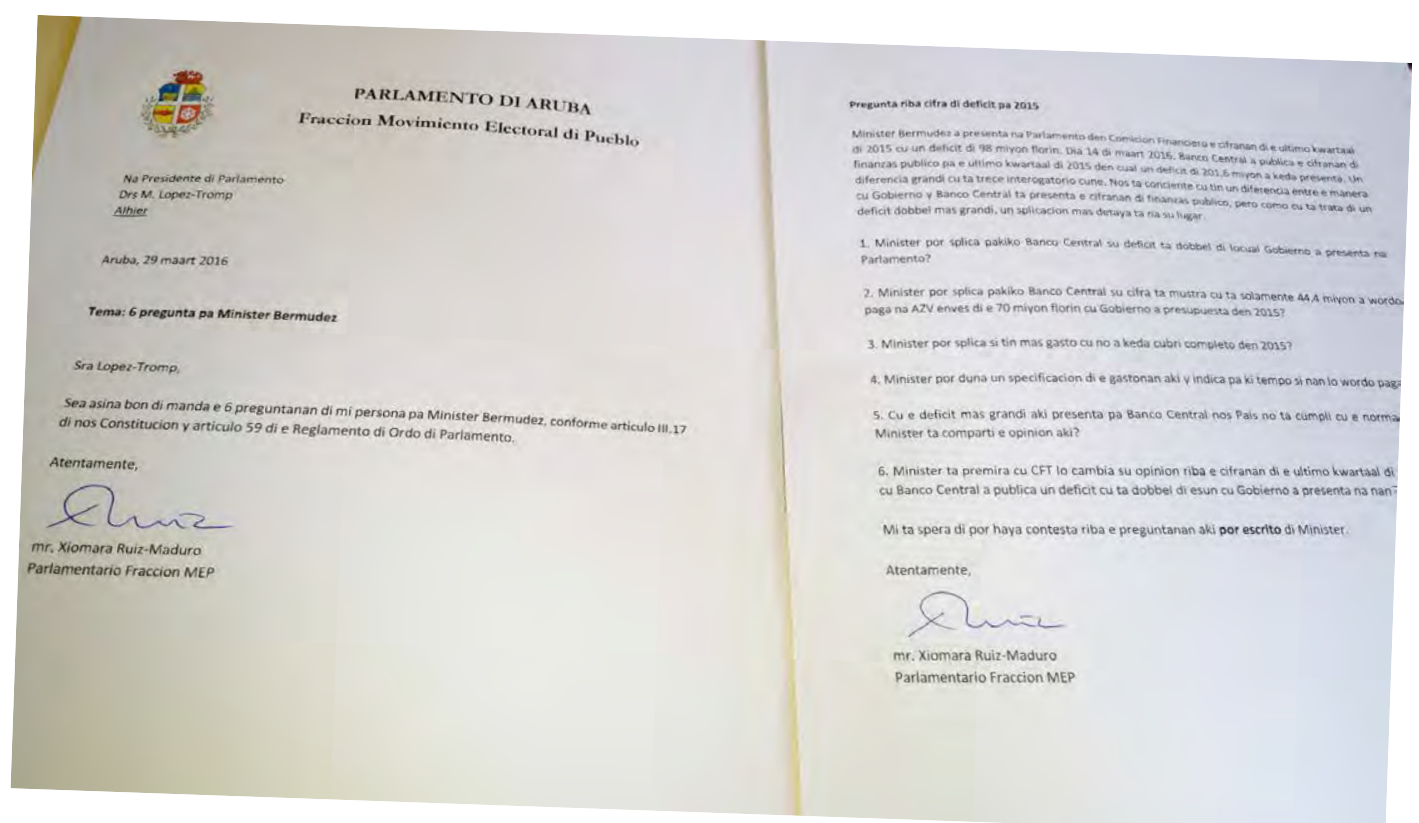 PARLAMENTO DI ARUBA
Fraccion Movimiento Electoral di Pueblo
Na Presidente di Parlamento
Drs M. Lopez-Tromp
Alhier
Aruba, 29 maart 2016
Tema: 6 pregunta pa Minister Bermudez
Sra Lopez-Tromp,
Sea asina bon di manda e 6 preguntanan di mi persona pa Minister Bermudez, conforme articulo III.17
di nos Constitucion y articulo 59 di e Reglamento di Ordo di Parlamento.
Atentamente,
mr. Xiomara Ruiz-Maduro
Parlamentario Fraccion MEP
Pregunta riba cifra di deficit pa 2015
Minister Bermudez a presenta na Parlamento den Comicion Financiero e cifranan di e ultimo kwartaal
di 2015 cu un deficit di 98 miyon florin. Dia 14 di maart 2016, Banco Central a publica e cifranan di
finanzas publico pa e ultimo kwartaal di 2015 den cual un deficit di 201,6 miyon a keda presenta. Un
diferencia grandi cu ta trece interogatorio cune. Nos ta conciente cu tin un diferencia entre e manera
cu Gobierno y Banco Central ta presenta e cifranan di finanzas publico, pero como cu ta trata di un
deficit dobbel mas grandi, un splicacion mas detaya ta na su lugar.
1. Minister por splica pakiko Banco Central su deficit ta dobbel di locual Gobierno a presenta na
Parlamento?
2. Minister por splica pakiko Banco Central su cifra ta mustra cu ta solamente 44,4 miyon a wordo
paga na AZV enves di e 70 miyon florin cu Gobierno a presupuesta den 2015?
3. Minister por splica si tin mas gasto cu no a keda cubri completo den 2015?
4. Minister por duna un specificacion di e gastonan aki y indica pa ki tempo si nan lo wordo paga
5. Cu e deficit mas grandi aki presenta pa Banco Central nos Pais no ta cumpli cu e norma
Minister ta comparti e opinion aki?
6. Minister ta premira cu CFT lo cambia su opinion riba e cifranan di e ultimo kwartaal di
cu Banco Central a publica un deficit cu ta dobbel di esun cu Gobierno a presenta na nan?
Mi ta spera di por haya contesta riba e preguntanan aki por escrito di Minister.
Atentamente,
mr. Xiomara Ruiz-Maduro
Parlamentario Fraccion MEP